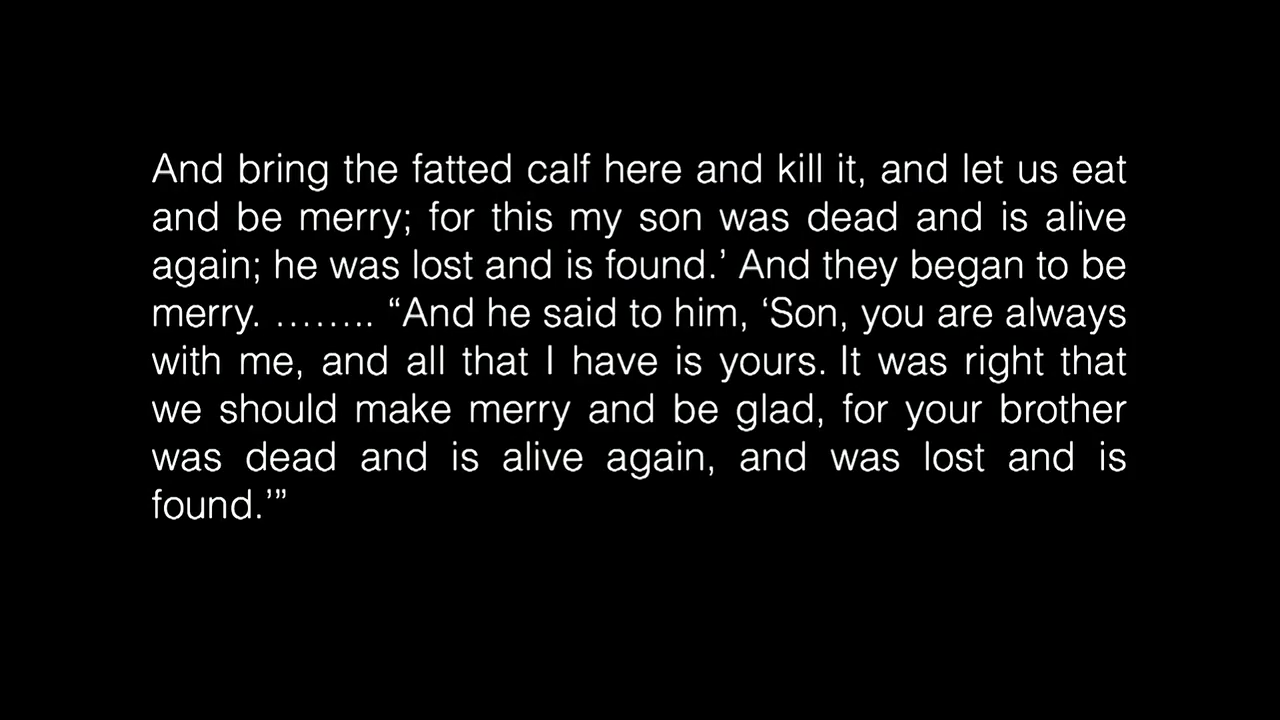 And bring the fatted calf here and kill it, and let us eat
and be merry; for this my son was dead and is alive
again; he was lost and is found.’ And they began to be
merry. …….. “And he said to him, ‘Son, you are always
with me, and all that I have is yours. It was right that
we should make merry and be glad, for your brother
was dead and is alive again, and was lost and is
found.’”